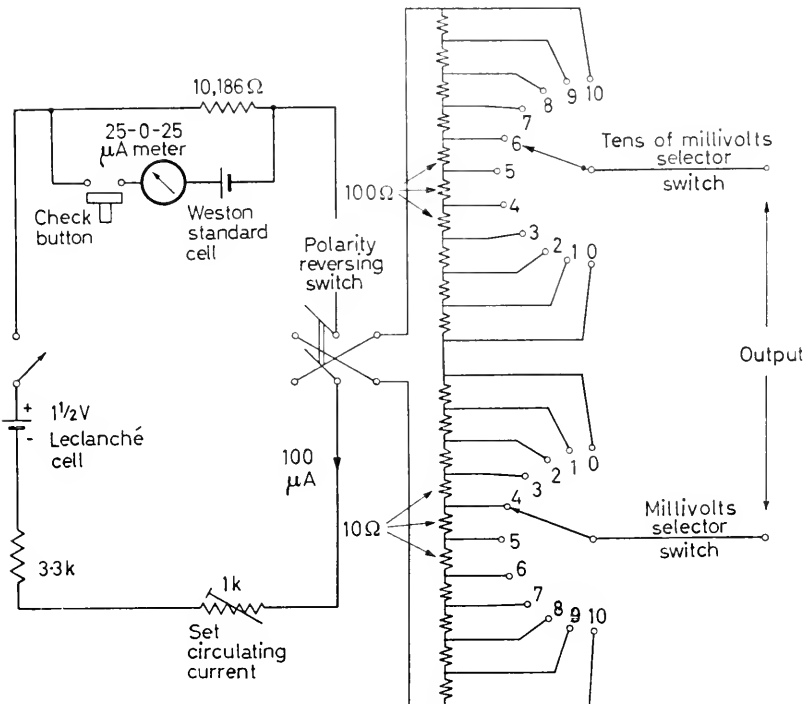 10,186Ω
25-0-25
μA meter
Check
button
Weston
standard
cell
Polarity
reversing
switch
+
-
1½V
Leclanché
cell
100
μA
3·3k
1k
Set
circulating
current
100Ω
10
9
8
7
6
5
4
3
2
1
0
Tens of millivolts
selector
switch
Output
10Ω
0
1
2
3
4
5
6
7
8
9
10
Millivolts
selector
switch